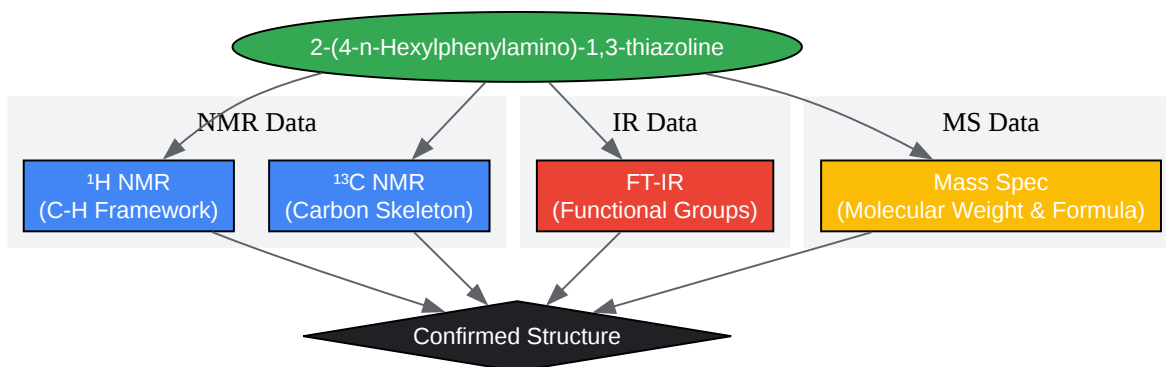 2-(4-n-Hexylphenylamino)-1,3-thiazoline
NMR Data
IR Data
MS Data
¹H NMR
(C-H Framework)
¹³C NMR
(Carbon Skeleton)
FT-IR
(Functional Groups)
Mass Spec
(Molecular Weight & Formula)
Confirmed Structure